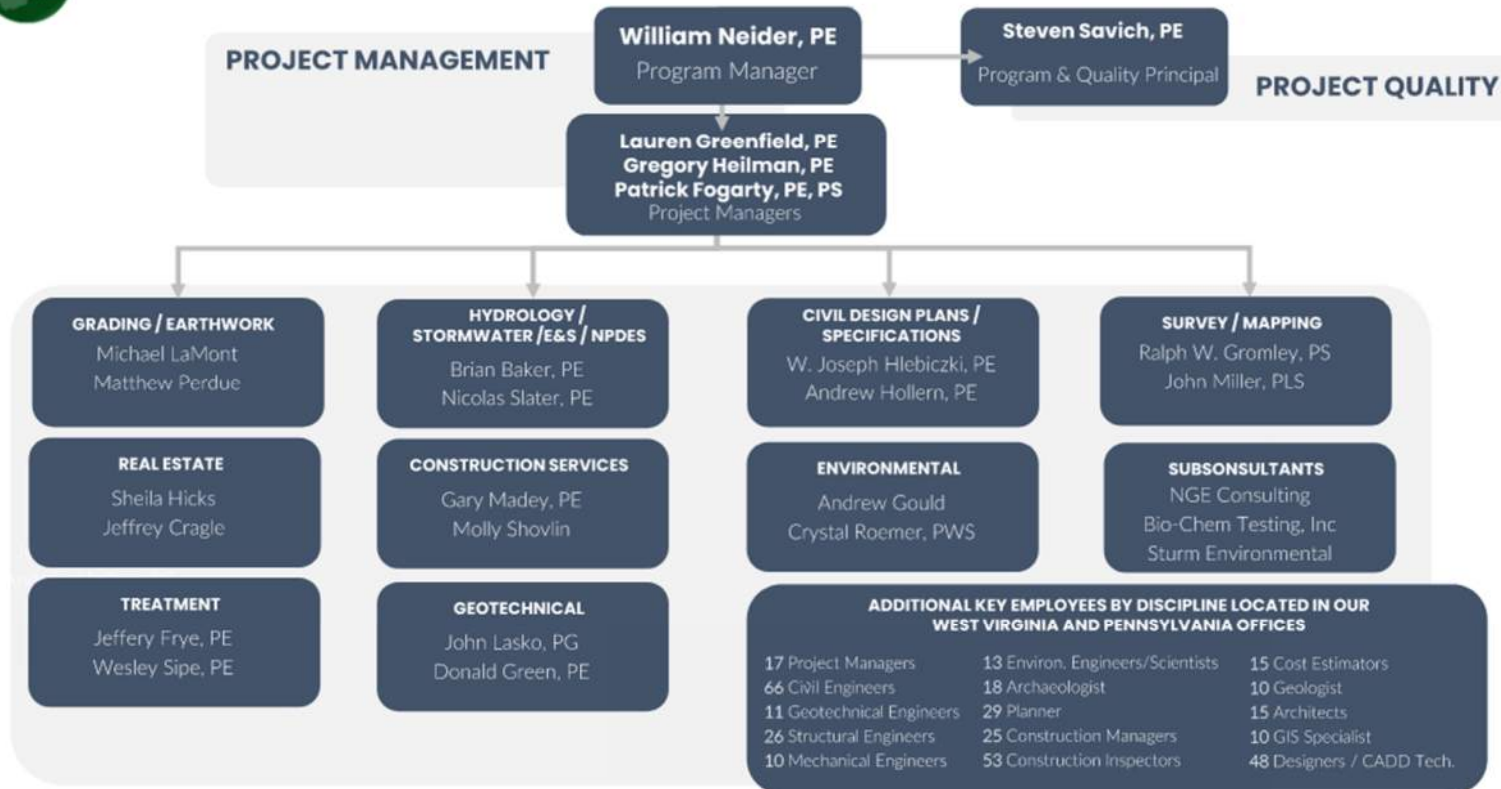 PROJECT MANAGEMENT
William Neider, PE
Program Manager
Steven Savich, PE
Program & Quality Principal
PROJECT QUALITY
Lauren Greenfield, PE
Gregory Heilman, PE
Patrick Fogarty, PE, PS
Project Managers
GRADING / EARTHWORK
Michael LaMont
Matthew Perdue
HYDROLOGY /
STORMWATER /E&S / NPDES
Brian Baker, PE
Nicolas Slater, PE
CIVIL DESIGN PLANS /
SPECIFICATIONS
W. Joseph Hlebiczki, PE
Andrew Hollern, PE
SURVEY / MAPPING
Ralph W. Gromley, PS
John Miller, PLS
REAL ESTATE
Sheila Hicks
Jeffrey Cragle
CONSTRUCTION SERVICES
Gary Madey, PE
Molly Shovlin
ENVIRONMENTAL
Andrew Gould
Crystal Roemer, PWS
SUBSONSULTANTS
NGE Consulting
Bio-Chem Testing, Inc
Sturm Environmental
TREATMENT
Jeffery Frye, PE
Wesley Sipe, PE
GEOTECHNICAL
John Lasko, PG
Donald Green, PE
ADDITIONAL KEY EMPLOYEES BY DISCIPLINE LOCATED IN OUR
WEST VIRGINIA AND PENNSYLVANIA OFFICES
17 Project Managers
66 Civil Engineers
11 Geotechnical Engineers
26 Structural Engineers
10 Mechanical Engineers
13 Environ. Engineers/Scientists
18 Archaeologist
29 Planner
25 Construction Managers
53 Construction Inspectors
15 Cost Estimators
10 Geologist
15 Architects
10 GIS Specialist
48 Designers / CADD Tech.